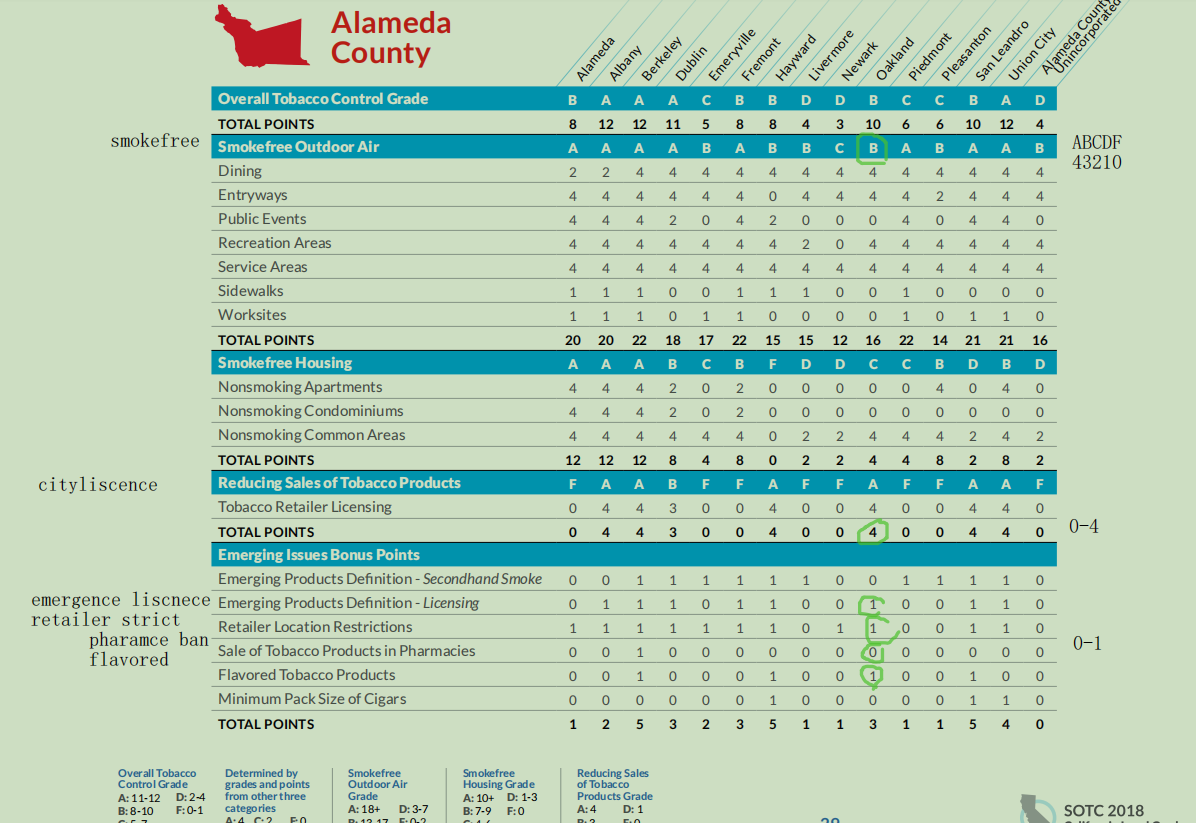 Alameda
County
Alameda Albany Berkeley Dublin Emeryville Fremont Hayward Livermore Newark Oakland Piedmont Pleasanton San Leandro Union City Alameda County Unincorporated
Overall Tobacco Control Grade B A A A C B B D D B C C B A D
TOTAL POINTS 8 12 12 11 5 8 8 4 3 10 6 6 10 12 4
smokefree
Smokefree Outdoor Air A A A A B A B B C B A B A A B
ABCDF
43210
Dining 2 2 4 4 4 4 4 4 4 4 4 4 4 4 4
Entryways 4 4 4 4 4 4 0 4 4 4 4 2 4 4 4
Public Events 4 4 4 2 0 4 2 0 0 0 4 0 4 4 0
Recreation Areas 4 4 4 4 4 4 4 2 0 4 4 4 4 4 4
Service Areas 4 4 4 4 4 4 4 4 4 4 4 4 4 4 4
Sidewalks 1 1 1 0 0 1 1 1 0 0 1 0 0 0 0
Worksites 1 1 1 0 1 1 0 0 0 0 1 0 1 1 0
TOTAL POINTS 20 20 22 18 17 22 15 15 12 16 22 14 21 21 16
Smokefree Housing A A A B C B F D D C C B D B D
Nonsmoking Apartments 4 4 4 2 0 2 0 0 0 0 0 4 0 4 0
Nonsmoking Condominiums 4 4 4 2 0 2 0 0 0 0 0 0 0 0 0
Nonsmoking Common Areas 4 4 4 4 4 4 0 2 2 4 4 4 2 4 2
TOTAL POINTS 12 12 12 8 4 8 0 2 2 4 4 8 2 8 2
cityliscence
Reducing Sales of Tobacco Products F A A B F F A F F A F F A A F
Tobacco Retailer Licensing 0 4 4 3 0 0 4 0 0 4 0 0 4 4 0
TOTAL POINTS 0 4 4 3 0 0 4 0 0 4 0 0 4 4 0
0-4
Emerging Issues Bonus Points
Emerging Products Definition - Secondhand Smoke 0 0 1 1 1 1 1 1 0 0 1 1 1 1 0
emergence liscnece
Emerging Products Definition - Licensing 0 1 1 1 0 1 1 0 0 1 0 0 1 1 0
retailer strict
Retailer Location Restrictions 1 1 1 1 1 1 1 0 1 1 0 0 1 1 0
pharamce ban
Sale of Tobacco Products in Pharmacies 0 0 1 0 0 0 0 0 0 0 0 0 0 0 0
0-1
flavored
Flavored Tobacco Products 0 0 1 0 0 0 1 0 0 1 0 0 1 0 0
Minimum Pack Size of Cigars 0 0 0 0 0 0 1 0 0 0 0 0 1 1 0
TOTAL POINTS 1 2 5 3 2 3 5 1 1 3 1 1 5 4 0
Overall Tobacco
Control Grade
A: 11-12 D: 2-4
B: 8-10 F: 0-1
Determined by
grades and points
from other three
categories
A: 4 C: 2 F: 0
Smokefree
Outdoor Air
Grade
A: 18+ D: 3-7
B: 13-17 F: 0-2
Smokefree
Housing Grade
A: 10+ D: 1-3
B: 7-9 F: 0
Reducing Sales
of Tobacco
Products Grade
A: 4 D: 1
B: 3 F: 0
SOTC 2018